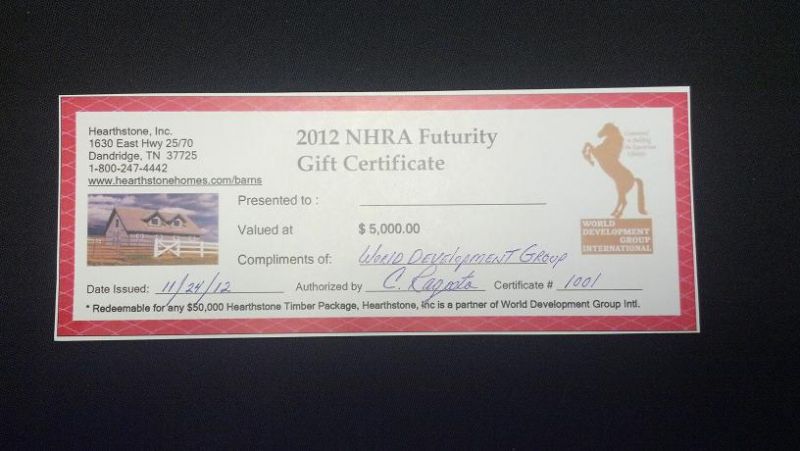 Hearthstone, Inc.
1630 East Hwy 25/70
Dandridge, TN 37725
1-800-247-4442
www.hearthstonehomes.com/barns
2012 NHRA Futurity
Gift Certificate
Presented to :
Valued at $ 5,000.00
Compliments of: World Development Group
WORLD
DEVELOPMENT
GROUP
INTERNATIONAL
Date Issued: 11/24/12 Authorized by C. Certificate # 1001
* Redeemable for any $50,000 Hearthstone Timber Package, Hearthstone, Inc is a partner of World Development Group Intl.